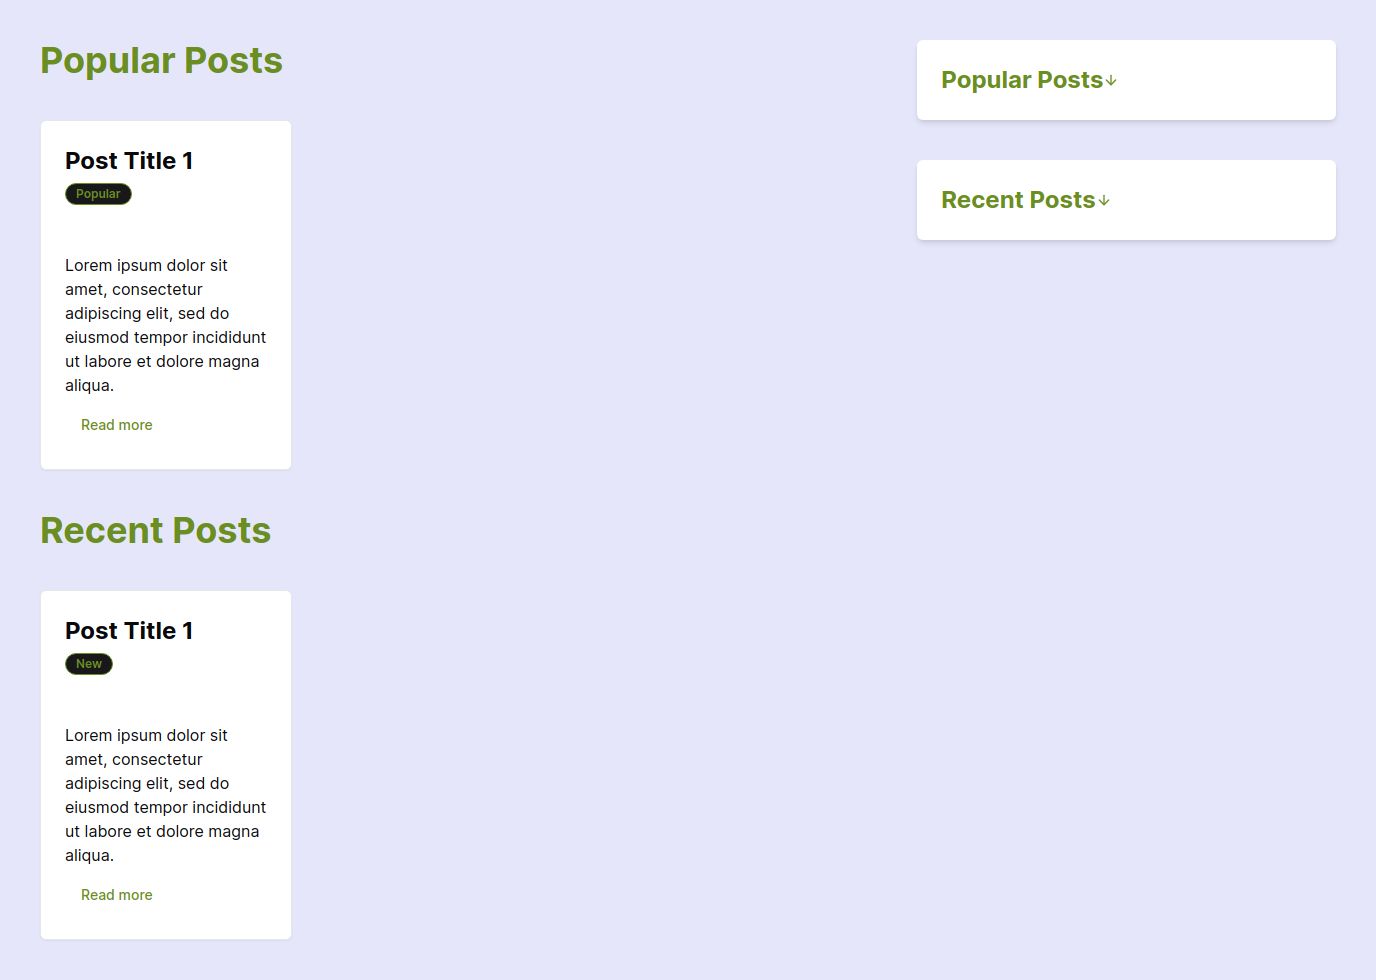 Popular Posts
Post Title 1
Popular
Lorem ipsum dolor sit
amet, consectetur
adipiscing elit, sed do
eiusmod tempor incididunt
ut labore et dolore magna
aliqua.
Read more
Recent Posts
Post Title 1
New
Lorem ipsum dolor sit
amet, consectetur
adipiscing elit, sed do
eiusmod tempor incididunt
ut labore et dolore magna
aliqua.
Read more
Popular Posts↓
Recent Posts↓